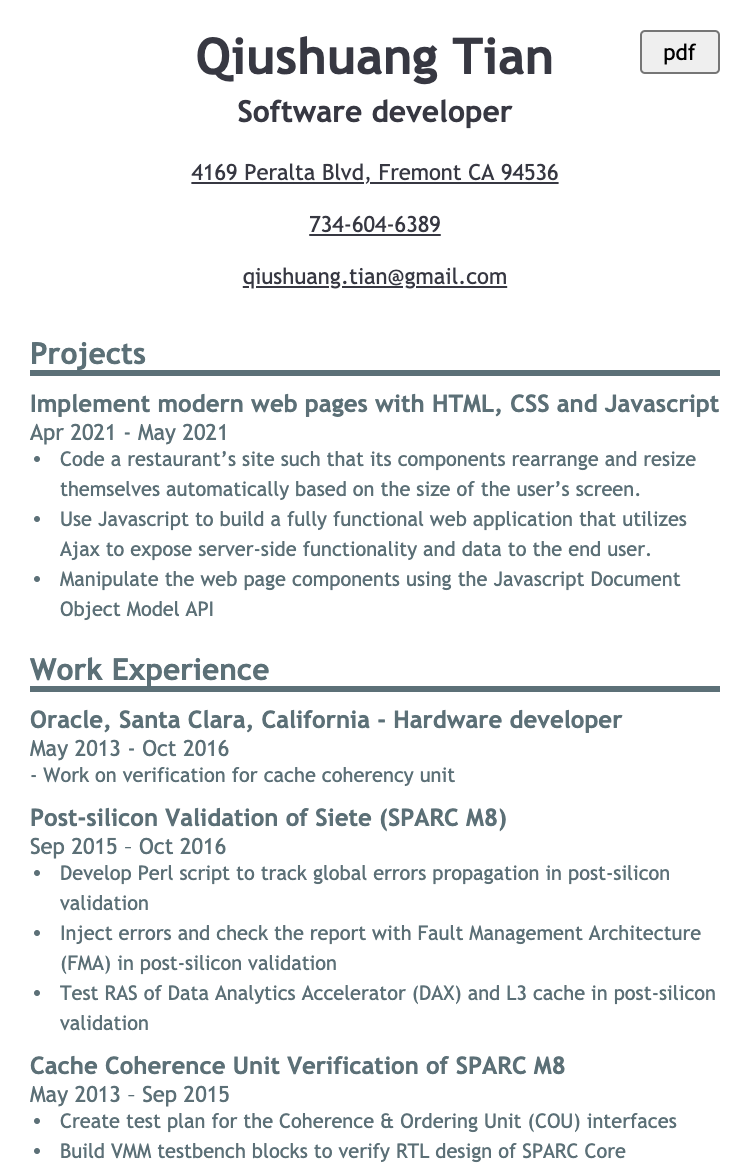 Qiushuang Tian
pdf
Software developer
4169 Peralta Blvd, Fremont CA 94536
734-604-6389
qiushuang.tian@gmail.com
Projects
Implement modern web pages with HTML, CSS and Javascript
Apr 2021 - May 2021
• Code a restaurant’s site such that its components rearrange and resize
themselves automatically based on the size of the user’s screen.
• Use Javascript to build a fully functional web application that utilizes
Ajax to expose server-side functionality and data to the end user.
• Manipulate the web page components using the Javascript Document
Object Model API
Work Experience
Oracle, Santa Clara, California - Hardware developer
May 2013 - Oct 2016
- Work on verification for cache coherency unit
Post-silicon Validation of Siete (SPARC M8)
Sep 2015 – Oct 2016
• Develop Perl script to track global errors propagation in post-silicon
validation
• Inject errors and check the report with Fault Management Architecture
(FMA) in post-silicon validation
• Test RAS of Data Analytics Accelerator (DAX) and L3 cache in post-silicon
validation
Cache Coherence Unit Verification of SPARC M8
May 2013 – Sep 2015
• Create test plan for the Coherence & Ordering Unit (COU) interfaces
• Build VMM testbench blocks to verify RTL design of SPARC Core